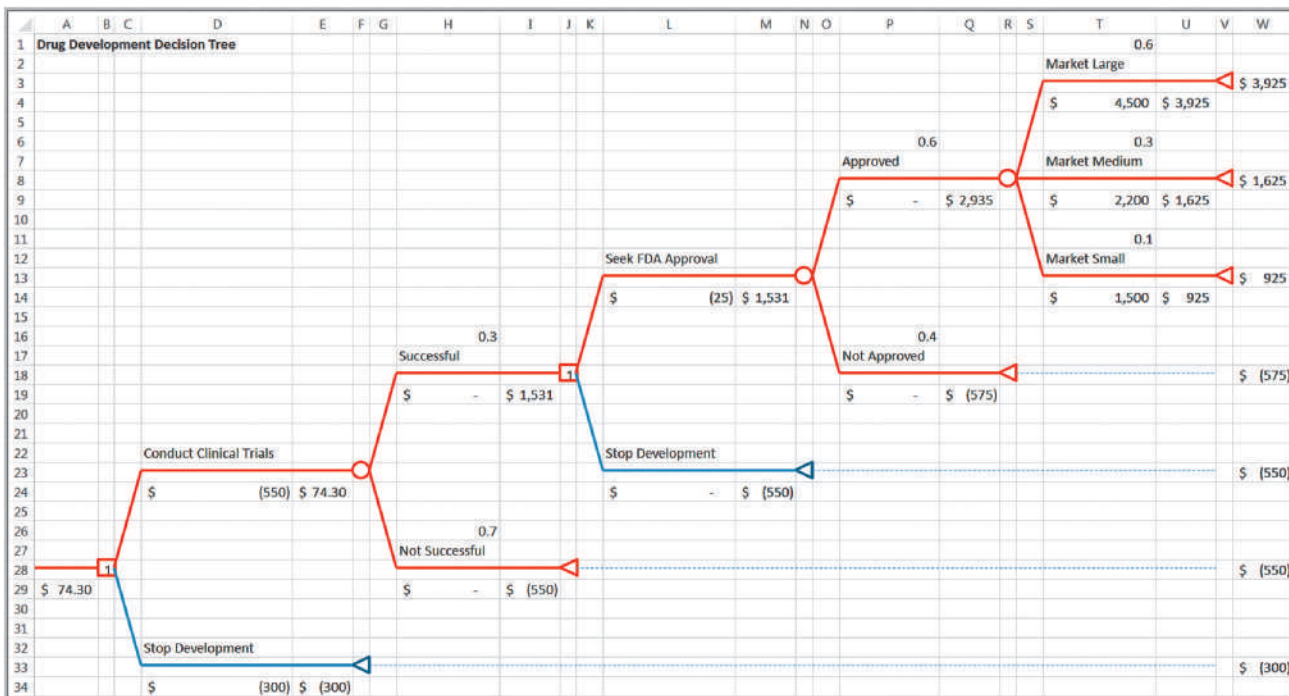 A B C D E F G H I J K L M N O P Q R S T U V W
1 Drug Development Decision Tree 0.6
2 Market Large
3 $ 3,925
4 $ 4,500 $ 3,925
5
6 0.6 0.3
7 Approved Market Medium
8 $ 1,625
9 $ - $ 2,935 $ 2,200 $ 1,625
10
11 0.1
12 Seek FDA Approval Market Small
13 $ 925
14 $ (25) $ 1,531 $ 1,500 $ 925
15
16 0.3 0.4
17 Successful Not Approved
18 1 $ (575)
19 $ - $ 1,531 $ - $ (575)
20
21
22 Conduct Clinical Trials Stop Development
23 $ (550)
24 $ (550) $ 74.30 $ - $ (550)
25
26 0.7
27 Not Successful
28 1 $ (550)
29 $ 74.30 $ - $ (550)
30
31
32 Stop Development
33 $ (300)
34 $ (300) $ (300)